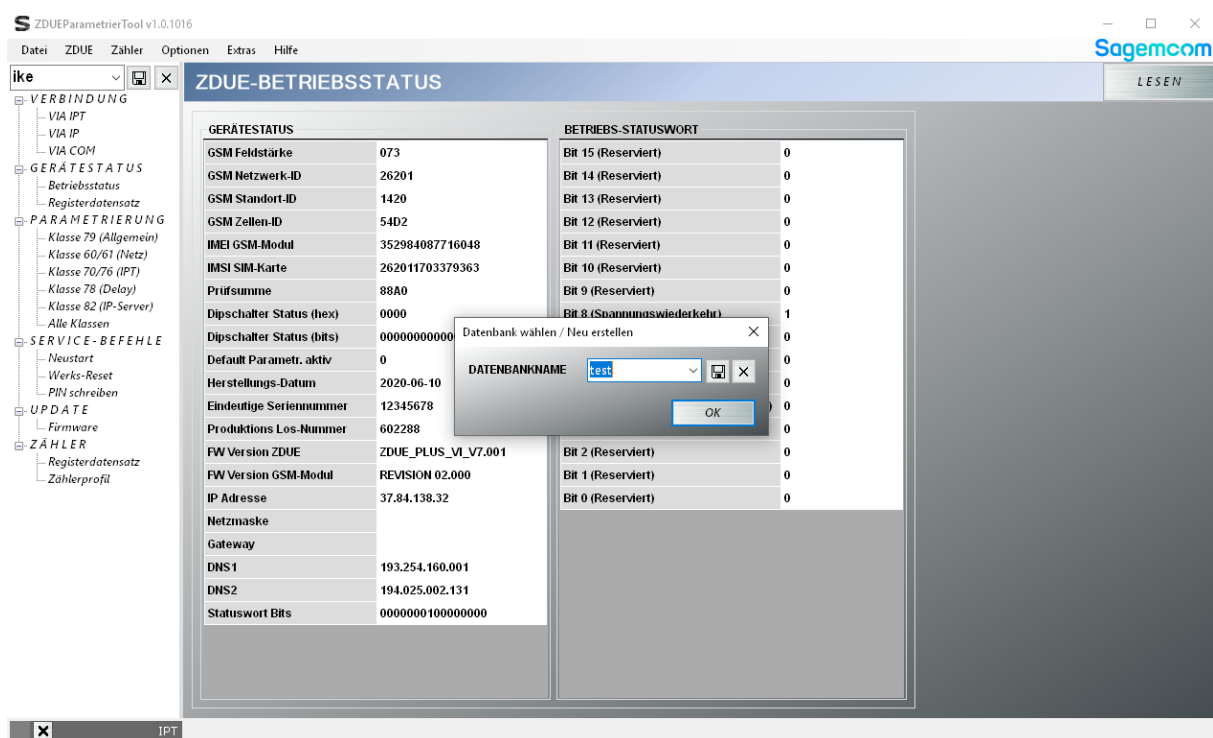 S ZDUEParametrierTool v1.0.1016
Datei ZDUE Zähler Optionen Extras Hilfe
Sagemcom
ike
ZDUE-BETRIEBSSTATUS
LESEN
VERBINDUNG
VIA IPT
VIA IP
VIA COM
GERÄTESTATUS
Betriebsstatus
Registerdatensatz
PARAMETRIERUNG
Klasse 79 (Allgemein)
Klasse 60/61 (Netz)
Klasse 70/76 (IPT)
Klasse 78 (Delay)
Klasse 82 (IP-Server)
Alle Klassen
SERVICE-BEFEHLE
Neustart
Werks-Reset
PIN schreiben
UPDATE
Firmware
ZÄHLER
Registerdatensatz
Zählerprofil
GERÄTESTATUS
GSM Feldstärke 073
GSM Netzwerk-ID 26201
GSM Standort-ID 1420
GSM Zellen-ID 54D2
IMEI GSM-Modul 352984087716048
IMSI SIM-Karte 262011703379363
Prüfsumme 88A0
Dipschalter Status (hex) 0000
Dipschalter Status (bits) 00000000000
Default Parametr. aktiv 0
Herstellungs-Datum 2020-06-10
Eindeutige Seriennummer 12345678
Produktions Los-Nummer 602288
FW Version ZDUE ZDUE_PLUS_VI_V7.001
FW Version GSM-Modul REVISION 02.000
IP Adresse 37.84.138.32
Netzmaske
Gateway
DNS1 193.254.160.001
DNS2 194.025.002.131
Statuswort Bits 0000000100000000
BETRIEBS-STATUSWORT
Bit 15 (Reserviert) 0
Bit 14 (Reserviert) 0
Bit 13 (Reserviert) 0
Bit 12 (Reserviert) 0
Bit 11 (Reserviert) 0
Bit 10 (Reserviert) 0
Bit 9 (Reserviert) 0
Bit 8 (Spannungswiederkehr) 1
0
0
0
) 0
0
Bit 2 (Reserviert) 0
Bit 1 (Reserviert) 0
Bit 0 (Reserviert) 0
Datenbank wählen / Neu erstellen
DATENBANKNAME test
OK
IPT